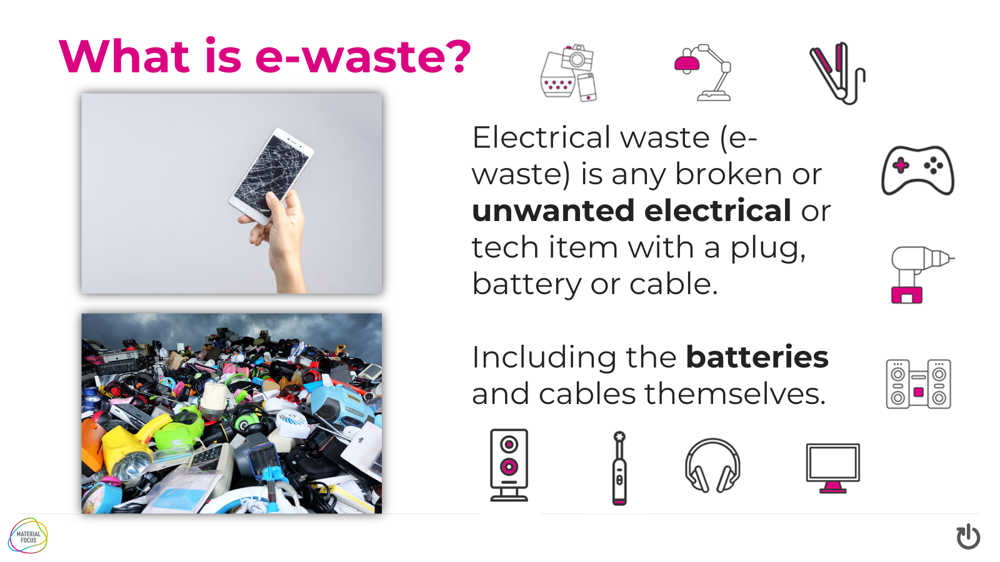 What is e-waste?
Electrical waste (e-
waste) is any broken or
unwanted electrical or
tech item with a plug,
battery or cable.
Including the batteries
and cables themselves.
MATERIAL
FOCUS